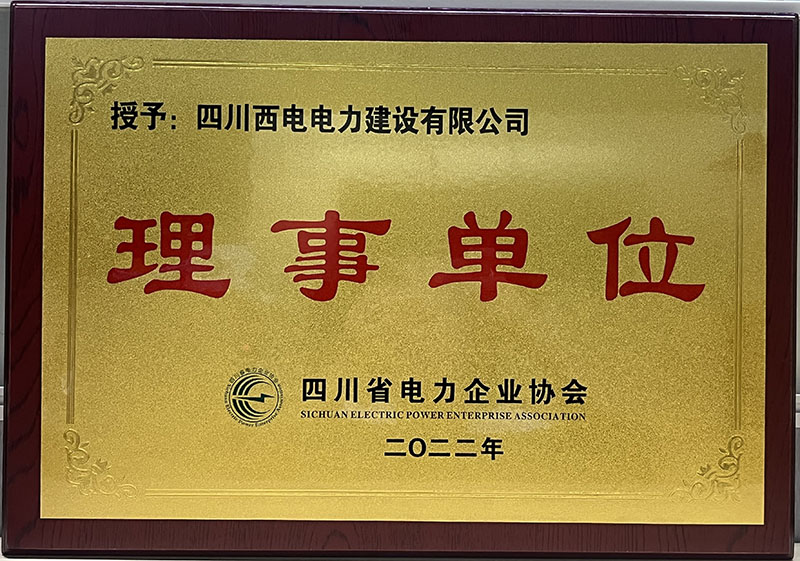 授予：四川西电电力建设有限公司
理事单位
四川省电力企业协会
SICHUAN ELECTRIC POWER ENTERPRISE ASSOCIATION
二〇二二年